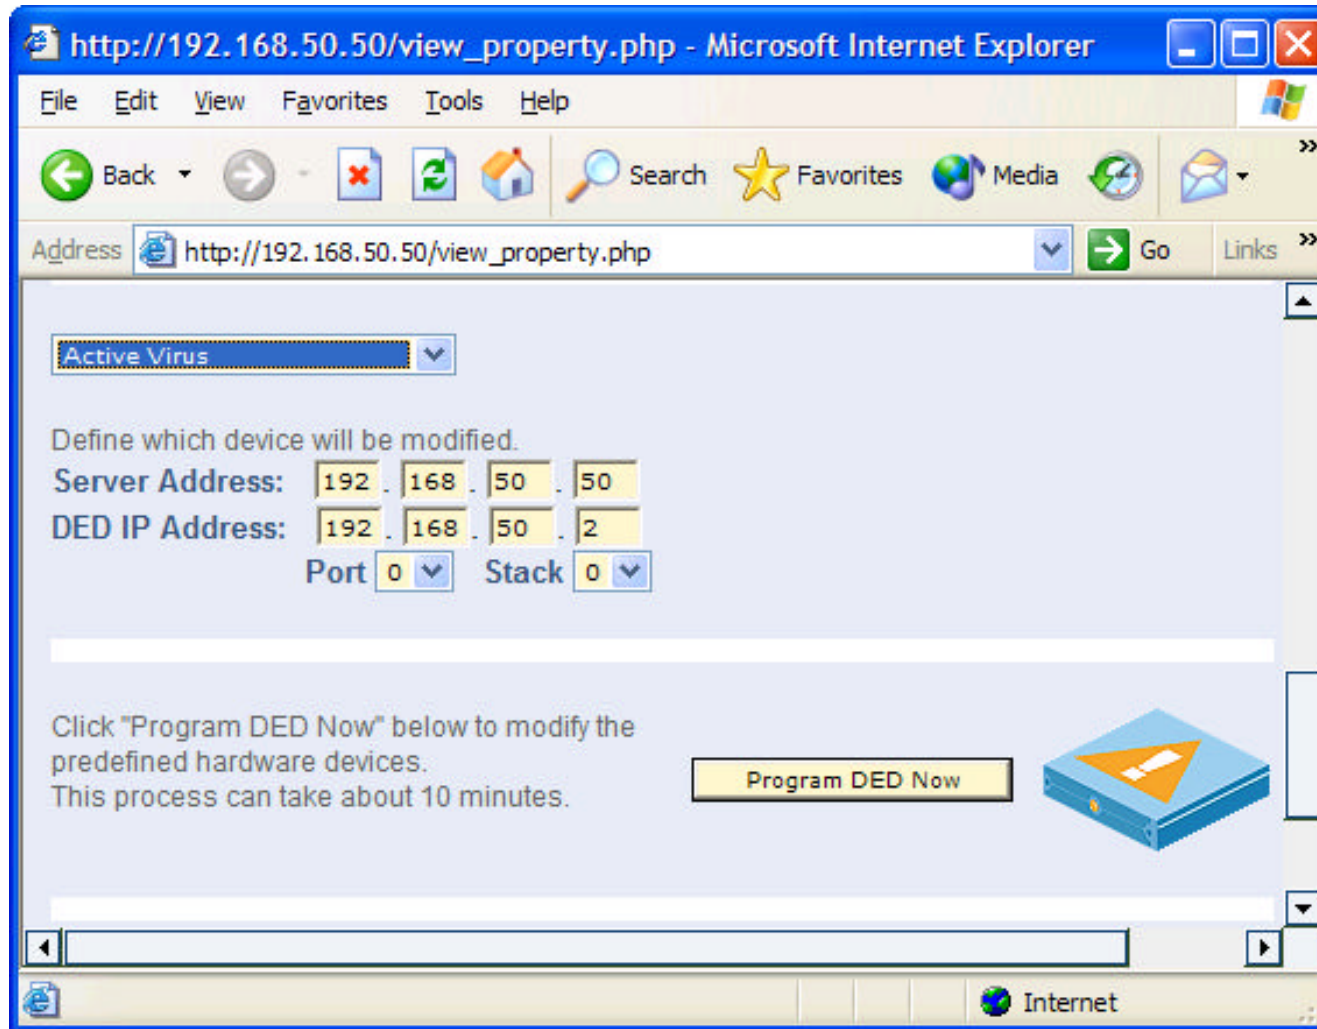 http://192.168.50.50/view_property.php - Microsoft Internet Explorer
File Edit View Favorites Tools Help
Back Search Favorites Media »
Address http://192.168.50.50/view_property.php Go Links »
Active Virus
Define which device will be modified.
Server Address: 192 . 168 . 50 . 50
DED IP Address: 192 . 168 . 50 . 2
Port 0 Stack 0
Click "Program DED Now" below to modify the
predefined hardware devices.
This process can take about 10 minutes.
Program DED Now
Internet